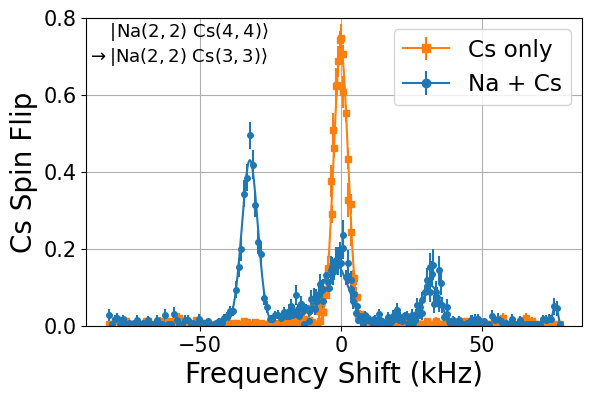 |Na(2, 2) Cs(4, 4)⟩
→|Na(2, 2) Cs(3, 3)⟩
Cs only
Na + Cs
Cs Spin Flip
0.8
0.6
0.4
0.2
0.0
−50 0 50
Frequency Shift (kHz)